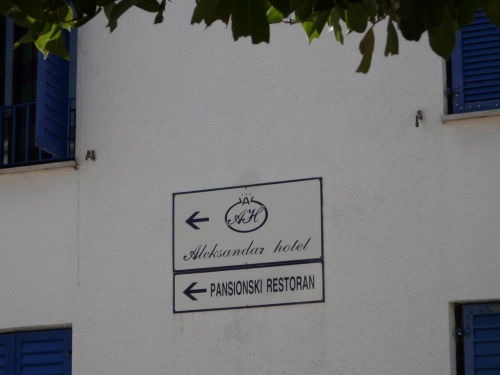 AH
Aleksandar hotel
PANSIONSKI RESTORAN